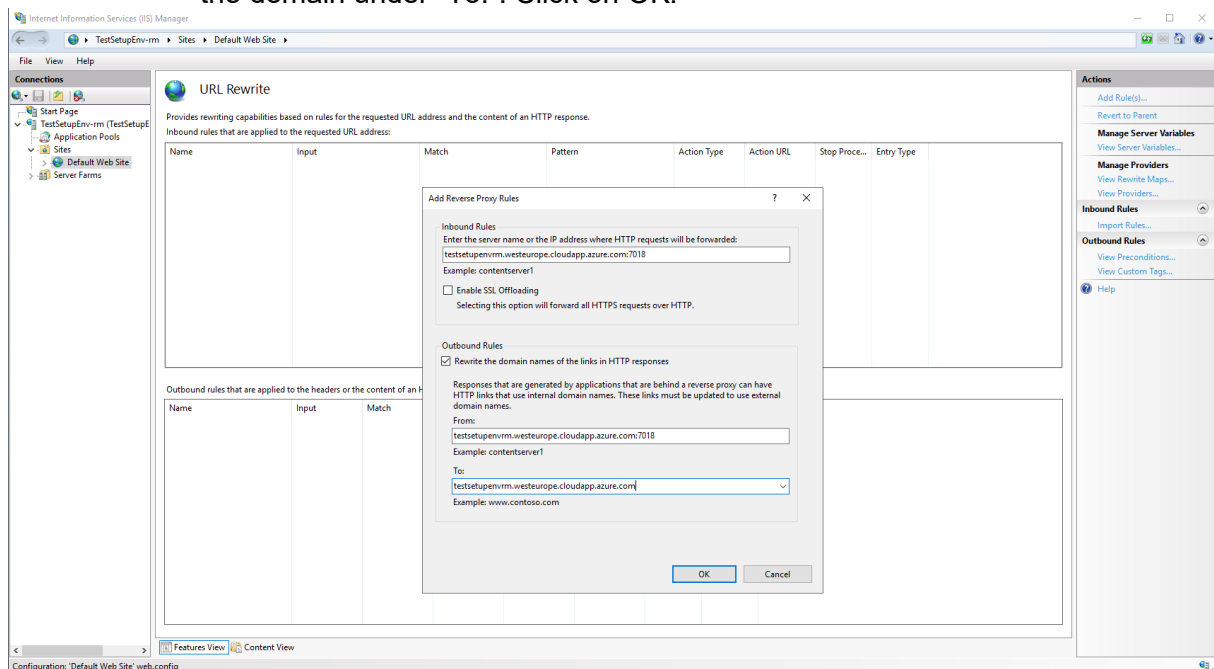 the domain under "To:". Click on OK.
Internet Information Services (IIS) Manager
TestSetupEnv-rm Sites Default Web Site
File View Help
Connections
Start Page
TestSetupEnv-rm (TestSetupE
Application Pools
Sites
Default Web Site
Server Farms
URL Rewrite
Provides rewriting capabilities based on rules for the requested URL address and the content of an HTTP response.
Inbound rules that are applied to the requested URL address:
Name Input Match Pattern Action Type Action URL Stop Proce... Entry Type
Add Reverse Proxy Rules ? X
Inbound Rules
Enter the server name or the IP address where HTTP requests will be forwarded:
testsetupenvrm.westeurope.cloudapp.azure.com:7018
Example: contentserver1
Enable SSL Offloading
Selecting this option will forward all HTTPS requests over HTTP.
Outbound Rules
Rewrite the domain names of the links in HTTP responses
Responses that are generated by applications that are behind a reverse proxy can have
HTTP links that use internal domain names. These links must be updated to use external
domain names.
From:
testsetupenvrm.westeurope.cloudapp.azure.com:7018
Example: contentserver1
To:
testsetupenvrm.westeurope.cloudapp.azure.com
Example: www.contoso.com
OK Cancel
Outbound rules that are applied to the headers or the content of an H
Name Input Match
Features View Content View
Configuration: 'Default Web Site' web.config
Actions
Add Rule(s)...
Revert to Parent
Manage Server Variables
View Server Variables...
Manage Providers
View Rewrite Maps...
View Providers...
Inbound Rules
Import Rules...
Outbound Rules
View Preconditions...
View Custom Tags...
Help